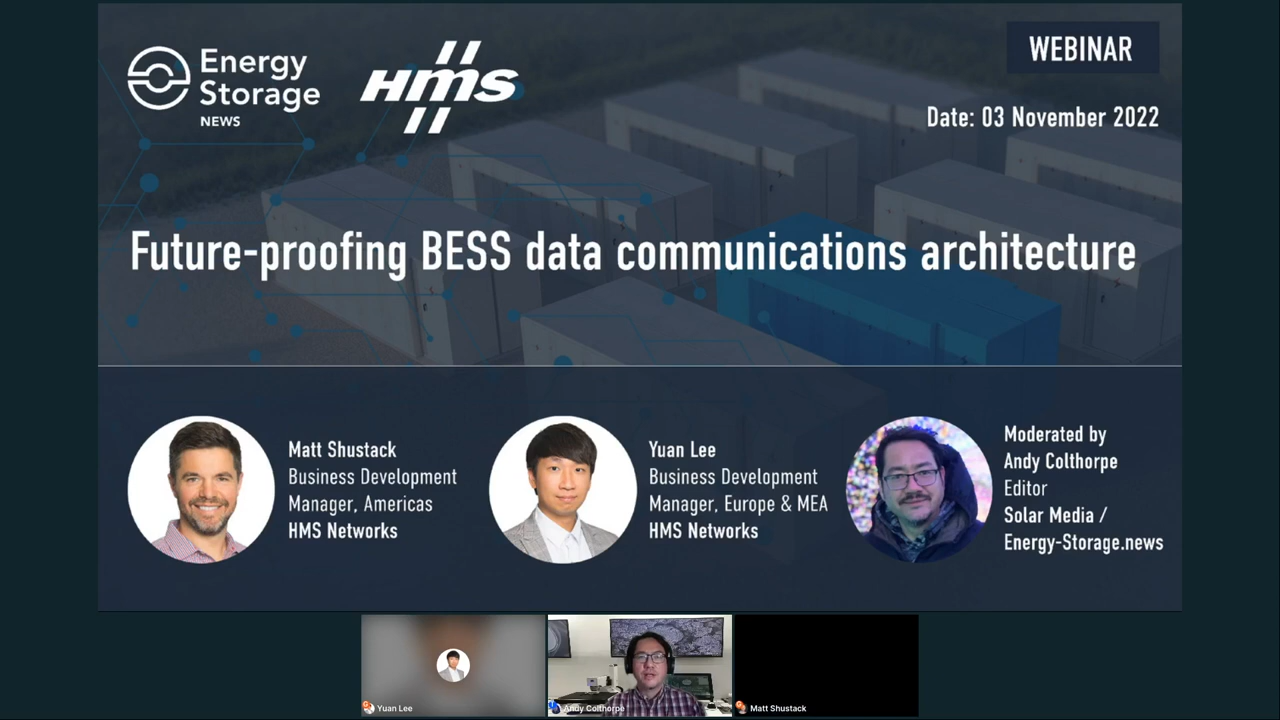 Energy
Storage
NEWS
HMS
WEBINAR
Date: 03 November 2022
Future-proofing BESS data communications architecture
Matt Shustack
Business Development
Manager, Americas
HMS Networks
Yuan Lee
Business Development
Manager, Europe & MEA
HMS Networks
Moderated by
Andy Colthorpe
Editor
Solar Media /
Energy-Storage.news
Yuan Lee
Andy Colthorpe
Matt Shustack